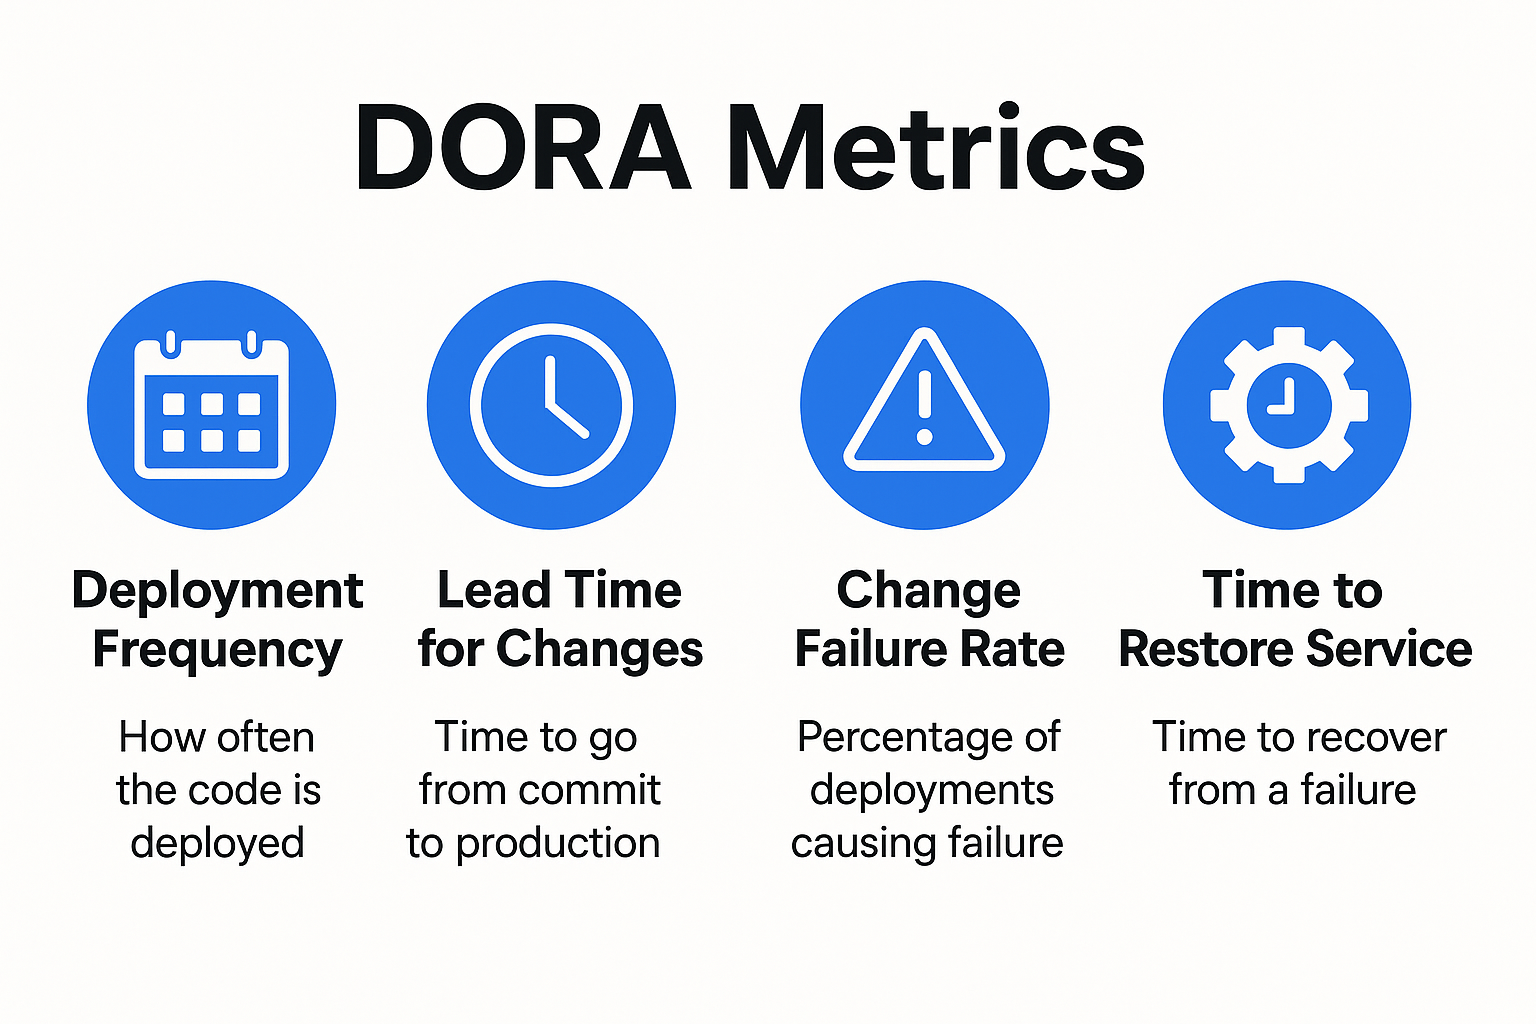 DORA Metrics
Deployment
Frequency
How often
the code is
deployed
Lead Time
for Changes
Time to go
from commit
to production
Change
Failure Rate
Percentage of
deployments
causing failure
Time to
Restore Service
Time to recover
from a failure